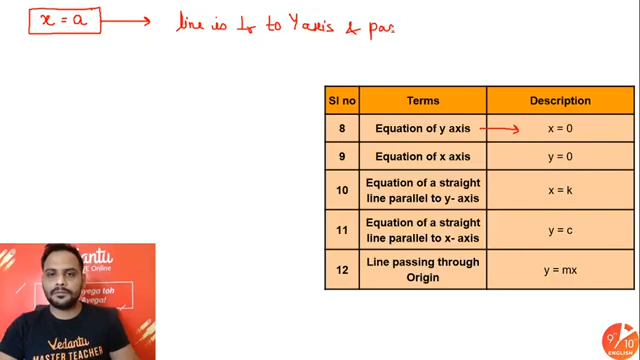 x = a → line is ⊥r to Y axis & pas
Sl no Terms Description
8 Equation of y axis → x = 0
9 Equation of x axis y = 0
10 Equation of a straight line parallel to y- axis x = k
11 Equation of a straight line parallel to x- axis y = c
12 Line passing through Origin y = mx
Vedantu
MASTER TEACHER
9 10
ENGLISH